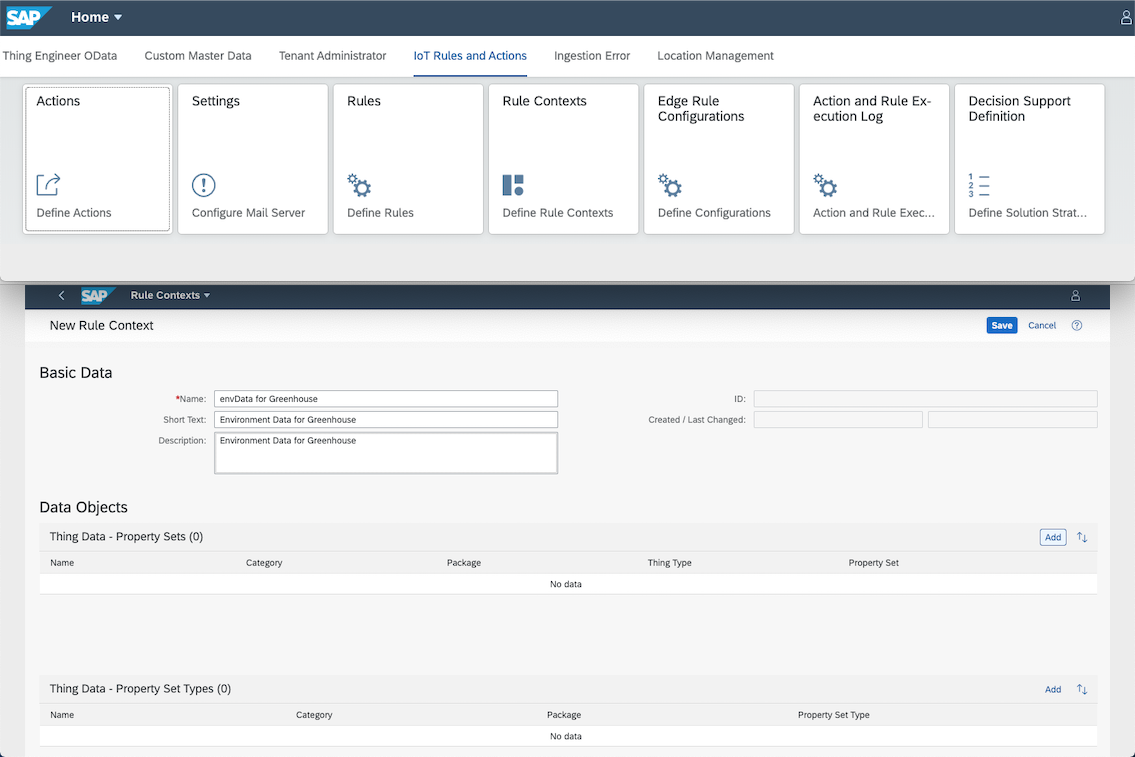 SAP Home
Thing Engineer OData Custom Master Data Tenant Administrator IoT Rules and Actions Ingestion Error Location Management
Actions
Define Actions
Settings
Configure Mail Server
Rules
Define Rules
Rule Contexts
Define Rule Contexts
Edge Rule
Configurations
Define Configurations
Action and Rule Ex-
ecution Log
Action and Rule Exec...
Decision Support
Definition
1
2
3
Define Solution Strat...
SAP Rule Contexts
New Rule Context Save Cancel ?
Basic Data
*Name: envData for Greenhouse ID:
Short Text: Environment Data for Greenhouse Created / Last Changed:
Description: Environment Data for Greenhouse
Data Objects
Thing Data - Property Sets (0) Add
Name Category Package Thing Type Property Set
No data
Thing Data - Property Set Types (0) Add
Name Category Package Property Set Type
No data